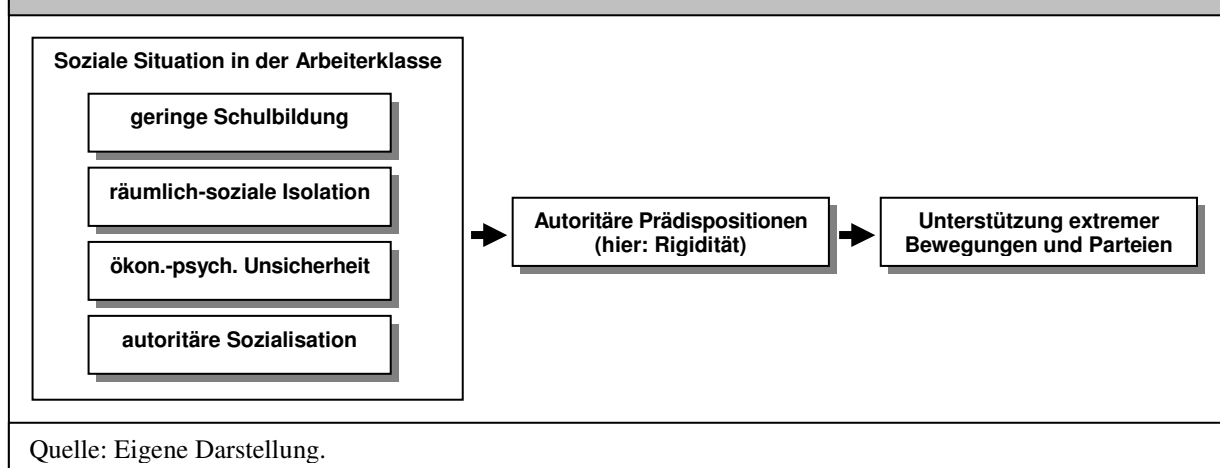 Soziale Situation in der Arbeiterklasse
geringe Schulbildung
räumlich-soziale Isolation
ökon.-psych. Unsicherheit
autoritäre Sozialisation
Autoritäre Prädispositionen
(hier: Rigidität)
Unterstützung extremer
Bewegungen und Parteien
Quelle: Eigene Darstellung.